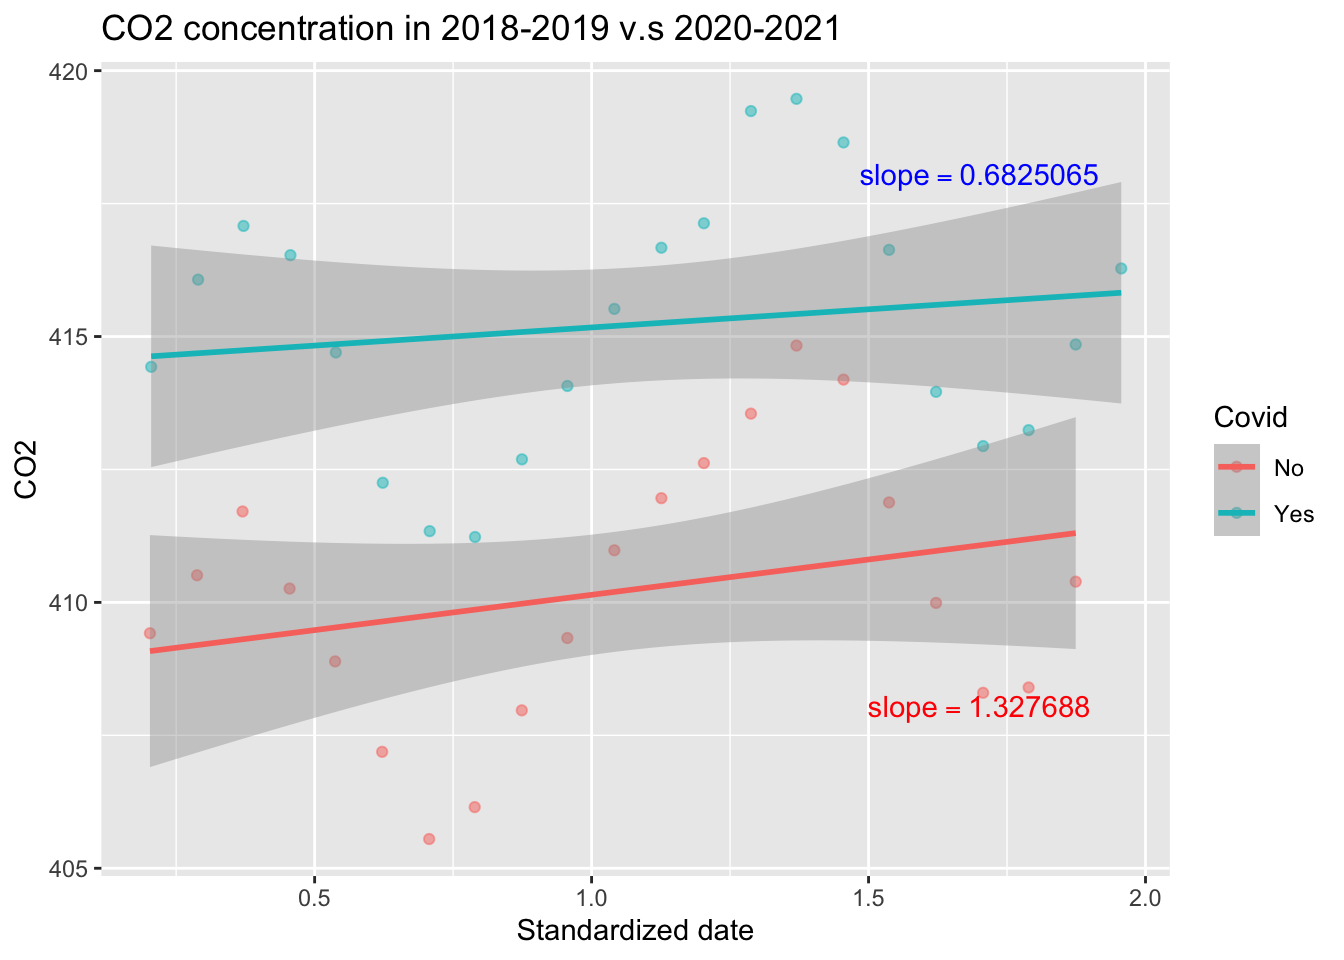 CO2 concentration in 2018-2019 v.s 2020-2021
420
415
410
405
CO2
slope = 0.6825065
slope = 1.327688
0.5 1.0 1.5 2.0
Standardized date
Covid
No
Yes